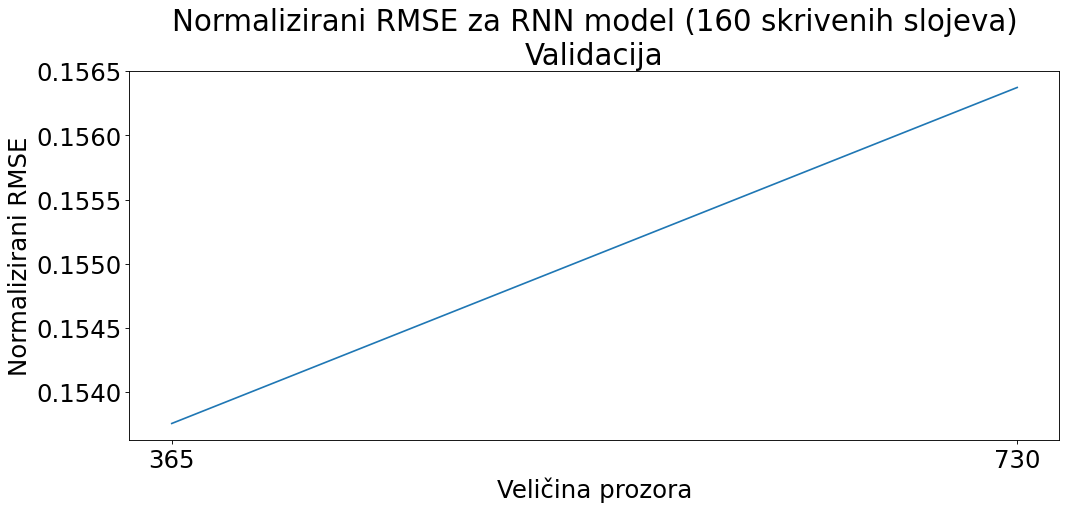 Normalizirani RMSE za RNN model (160 skrivenih slojeva)
Validacija
0.1565
0.1560
0.1555
0.1550
0.1545
0.1540
Normalizirani RMSE
365
730
Veličina prozora